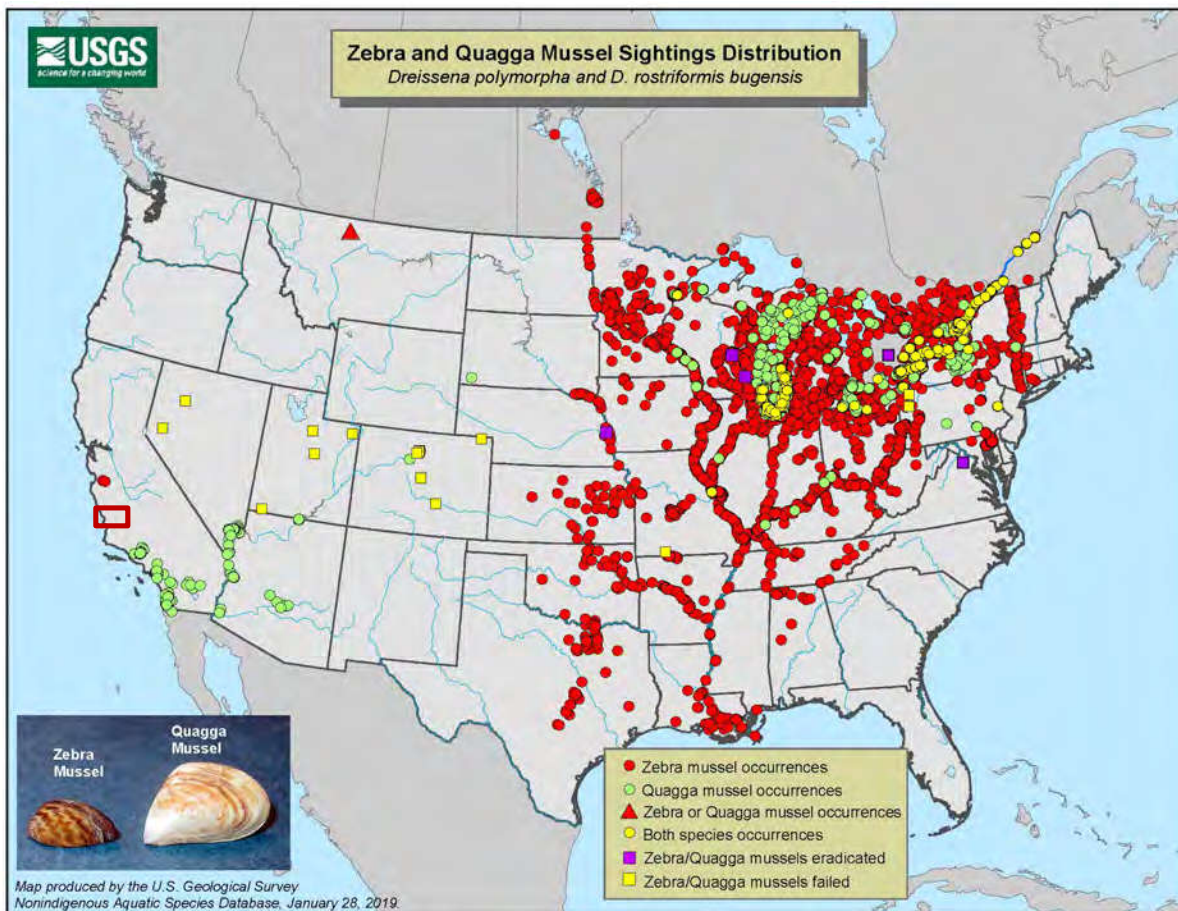 USGS
science for a changing world
Zebra and Quagga Mussel Sightings Distribution
Dreissena polymorpha and D. rostriformis bugensis
Zebra
Mussel
Quagga
Mussel
Zebra mussel occurrences
Quagga mussel occurrences
Zebra or Quagga mussel occurrences
Both species occurrences
Zebra/Quagga mussels eradicated
Zebra/Quagga mussels failed
Map produced by the U.S. Geological Survey
Nonindigenous Aquatic Species Database, January 28, 2019.